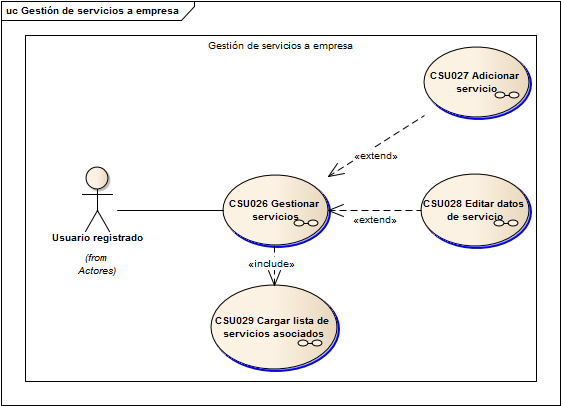 uc Gestión de servicios a empresa
Gestión de servicios a empresa
CSU027 Adicionar
servicio
«extend»
CSU026 Gestionar
servicios
CSU028 Editar datos
de servicio
«extend»
Usuario registrado
(from
Actores)
«include»
CSU029 Cargar lista de
servicios asociados